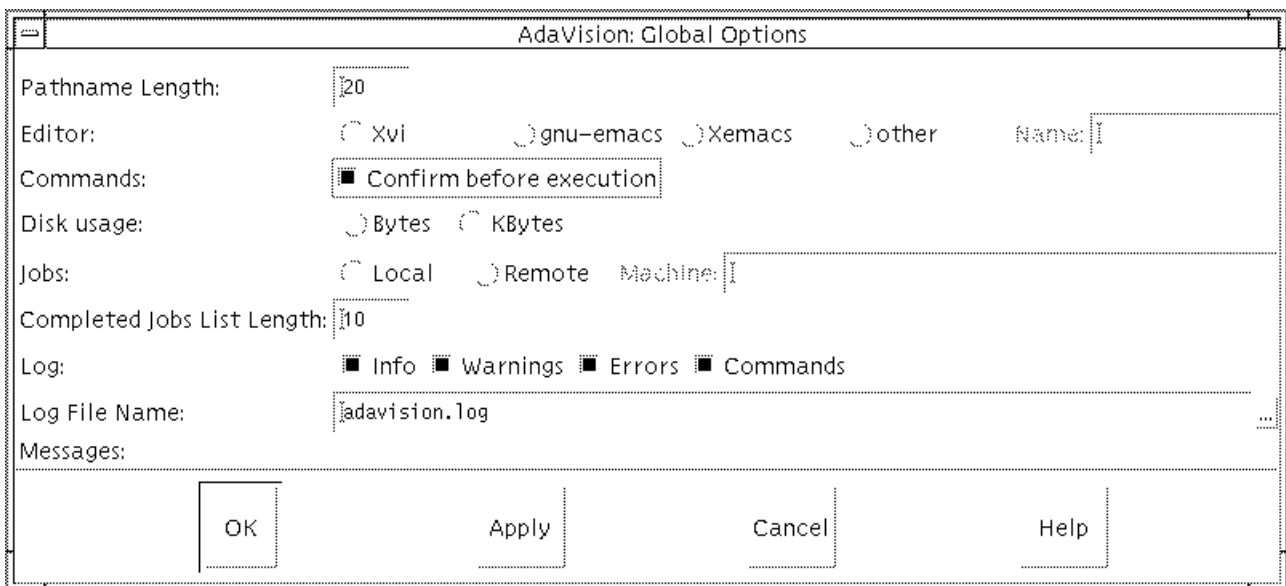 AdaVision: Global Options
Pathname Length: 20
Editor: Xvi gnu-emacs Xemacs other Name:
Commands: Confirm before execution
Disk usage: Bytes KBytes
Jobs: Local Remote Machine:
Completed Jobs List Length: 10
Log: Info Warnings Errors Commands
Log File Name: adavision.log ...
Messages:
OK Apply Cancel Help